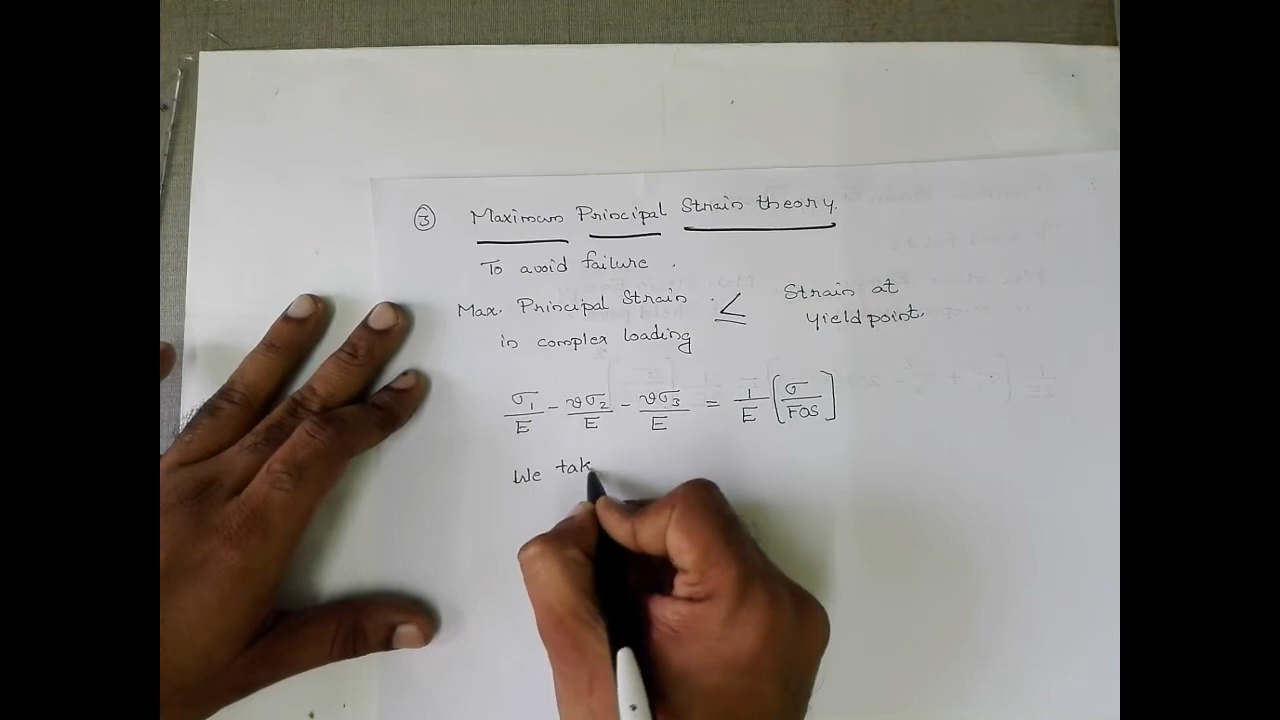 ③ Maximum Principal Strain theory.
To avoid failure.
Max. Principal Strain in complex loading ≤ Strain at yield point.
σ₁/E - νσ₂/E - νσ₃/E = 1/E [σ/FOS]
We tak